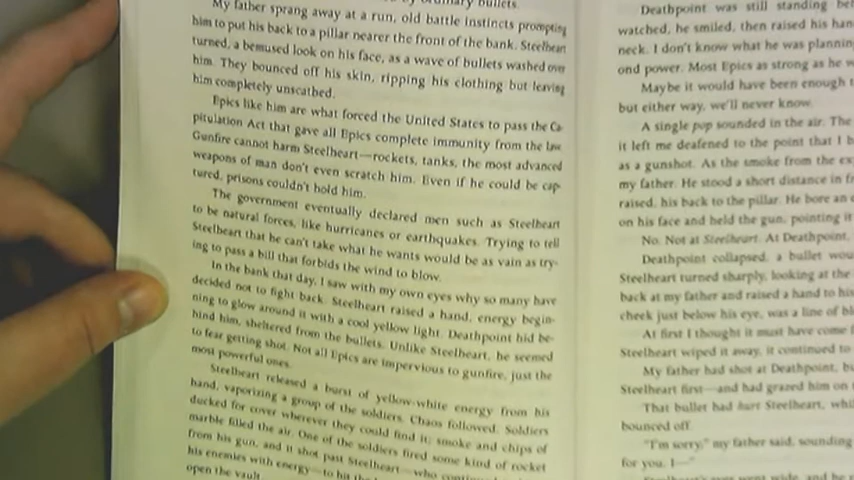 by ordinary bullets.
My father sprang away at a run, old battle instincts prompting
him to put his back to a pillar nearer the front of the bank. Steelheart
turned, a bemused look on his face, as a wave of bullets washed over
him. They bounced off his skin, ripping his clothing but leaving
him completely unscathed.
Epics like him are what forced the United States to pass the Ca-
pitulation Act that gave all Epics complete immunity from the law.
Gunfire cannot harm Steelheart—rockets, tanks, the most advanced
weapons of man don't even scratch him. Even if he could be cap-
tured, prisons couldn't hold him.
The government eventually declared men such as Steelheart
to be natural forces, like hurricanes or earthquakes. Trying to tell
Steelheart that he can't take what he wants would be as vain as try-
ing to pass a bill that forbids the wind to blow.
In the bank that day, I saw with my own eyes why so many have
decided not to fight back. Steelheart raised a hand, energy begin-
ning to glow around it with a cool yellow light. Deathpoint hid be-
hind him, sheltered from the bullets. Unlike Steelheart, he seemed
to fear getting shot. Not all Epics are impervious to gunfire, just the
most powerful ones.
Steelheart released a burst of yellow-white energy from his
hand, vaporizing a group of the soldiers. Chaos followed. Soldiers
ducked for cover wherever they could find it; smoke and chips of
marble filled the air. One of the soldiers fired some kind of rocket
from his gun, and it shot past Steelheart—who
his enemies with energy—to hit the
open the vault.
Deathpoint was still standing
watched, he smiled, then raised his
neck. I don't know what he was
ond power. Most Epics as strong as he
Maybe it would have been enough
but either way, we'll never know.
A single pop sounded in the air. The
it left me deafened to the point that I
as a gunshot. As the smoke from the
my father. He stood a short distance in
raised, his back to the pillar. He bore an
on his face and held the gun, pointing it
No. Not at Steelheart. At Deathpoint.
Deathpoint collapsed, a bullet
Steelheart turned sharply, looking at the
back at my father and raised a hand to his
cheek just below his eye, was a line of
At first I thought it must have come
Steelheart wiped it away, it continued to
My father had shot at Deathpoint,
Steelheart first—and had grazed him on
That bullet had hurt Steelheart,
bounced off.
"I'm sorry," my father said, sounding
for you. I—"
Steelheart's eyes went wide, and he